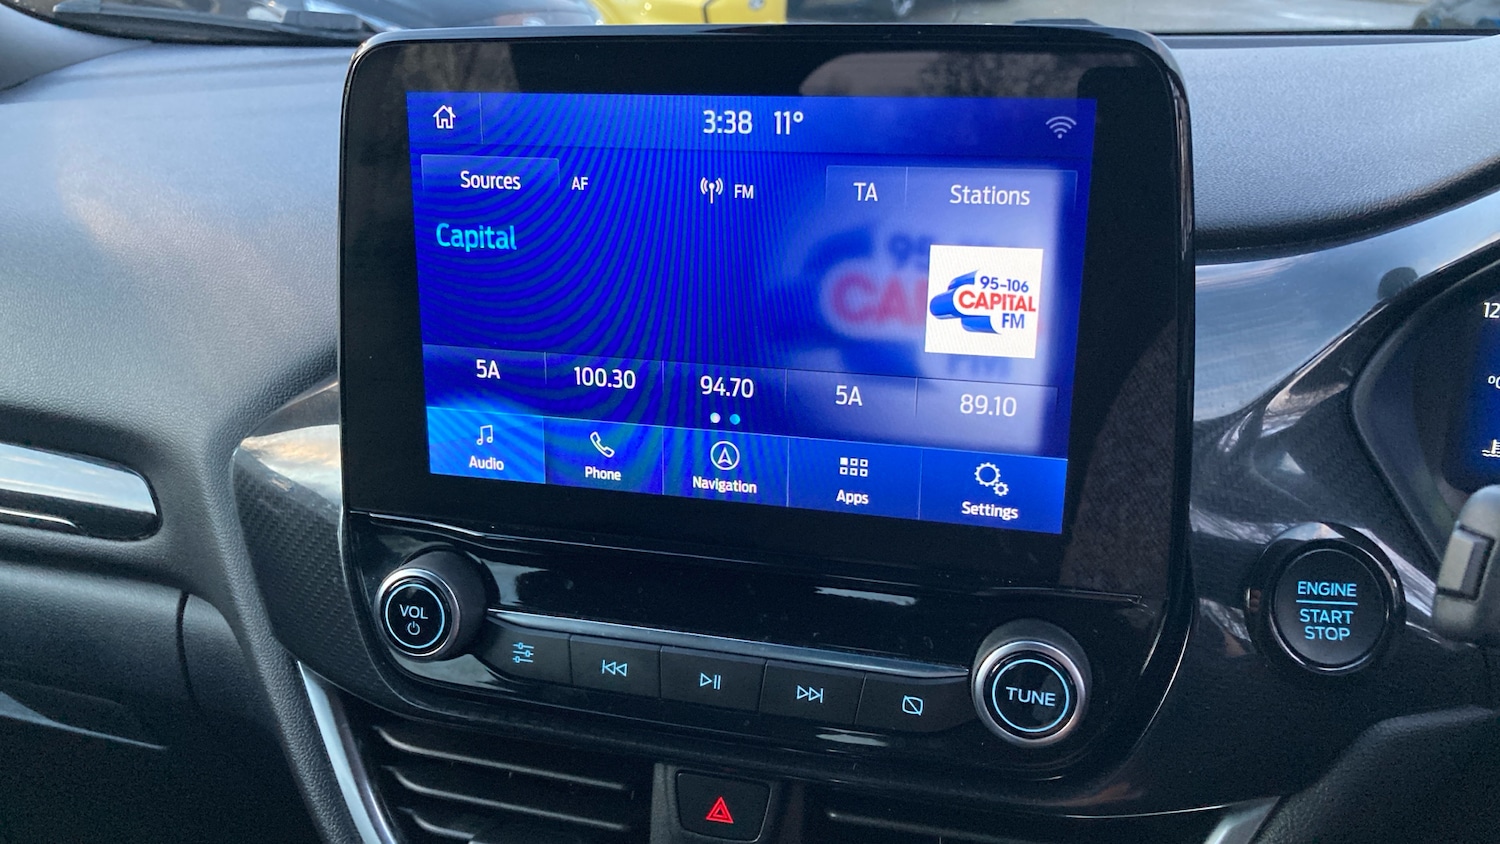 3:38 11°
Sources AF FM TA Stations
Capital
95-106
CAPITAL
FM
5A 100.30 94.70 5A 89.10
Audio Phone Navigation Apps Settings
VOL
TUNE
ENGINE
START
STOP
12
°C